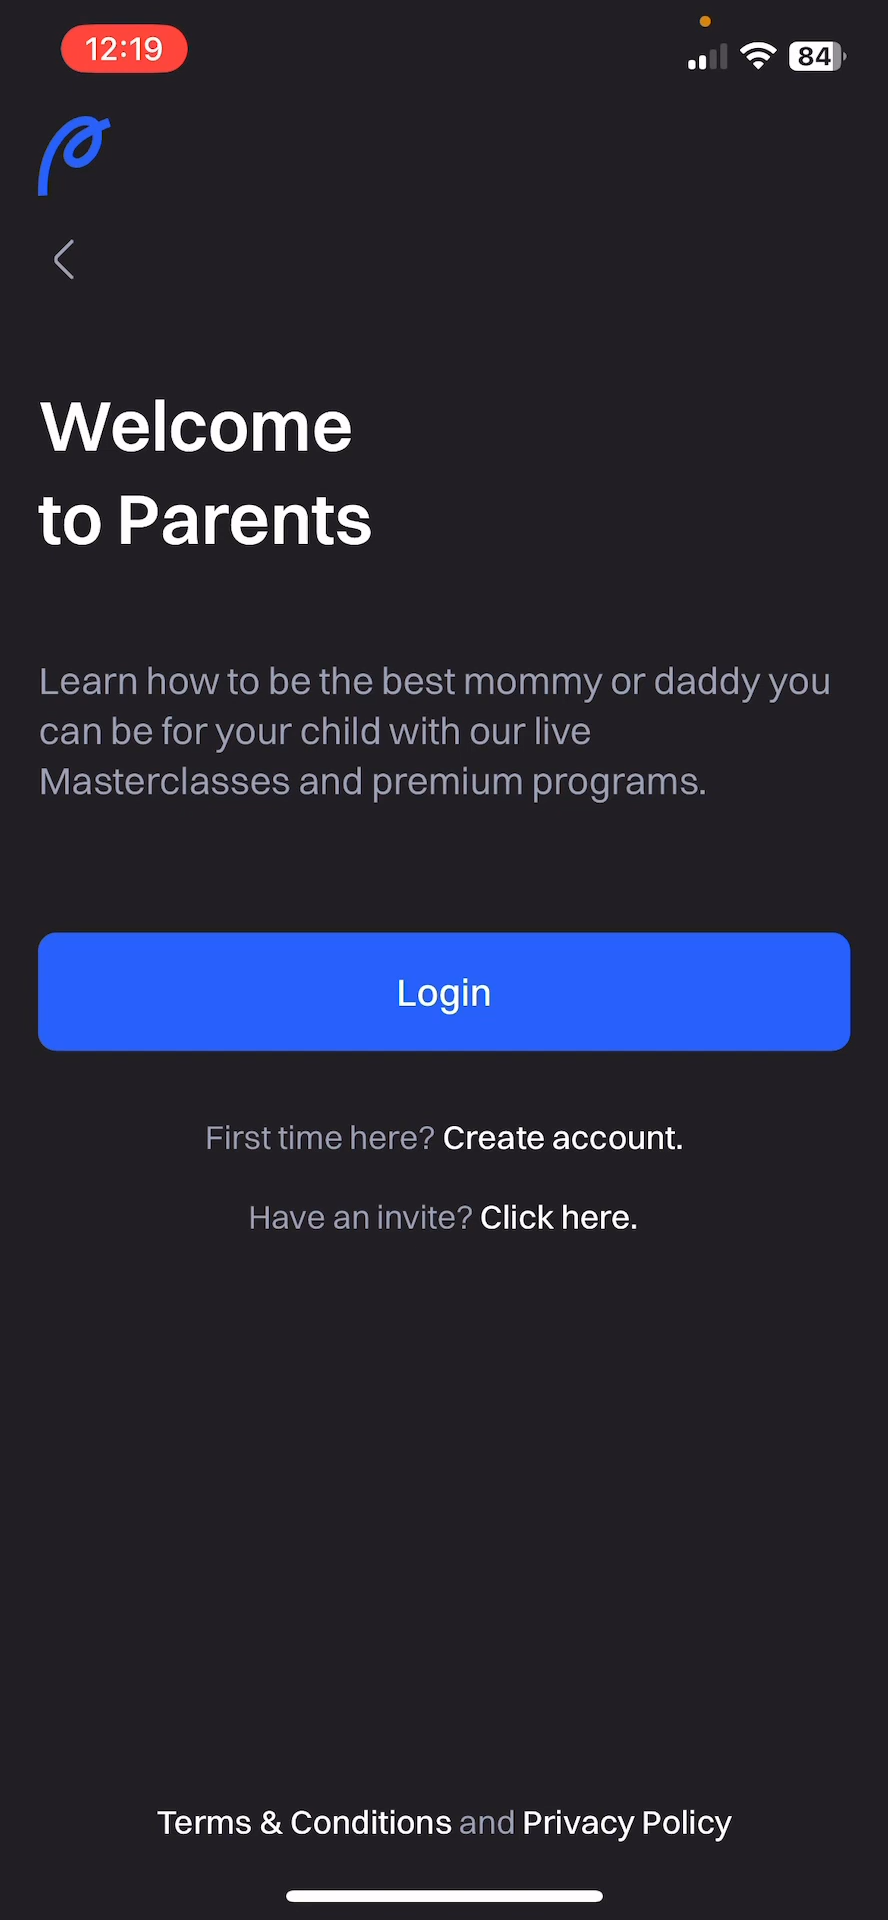 12:19
84
Welcome
to Parents
Learn how to be the best mommy or daddy you
can be for your child with our live
Masterclasses and premium programs.
Login
First time here? Create account.
Have an invite? Click here.
Terms & Conditions and Privacy Policy